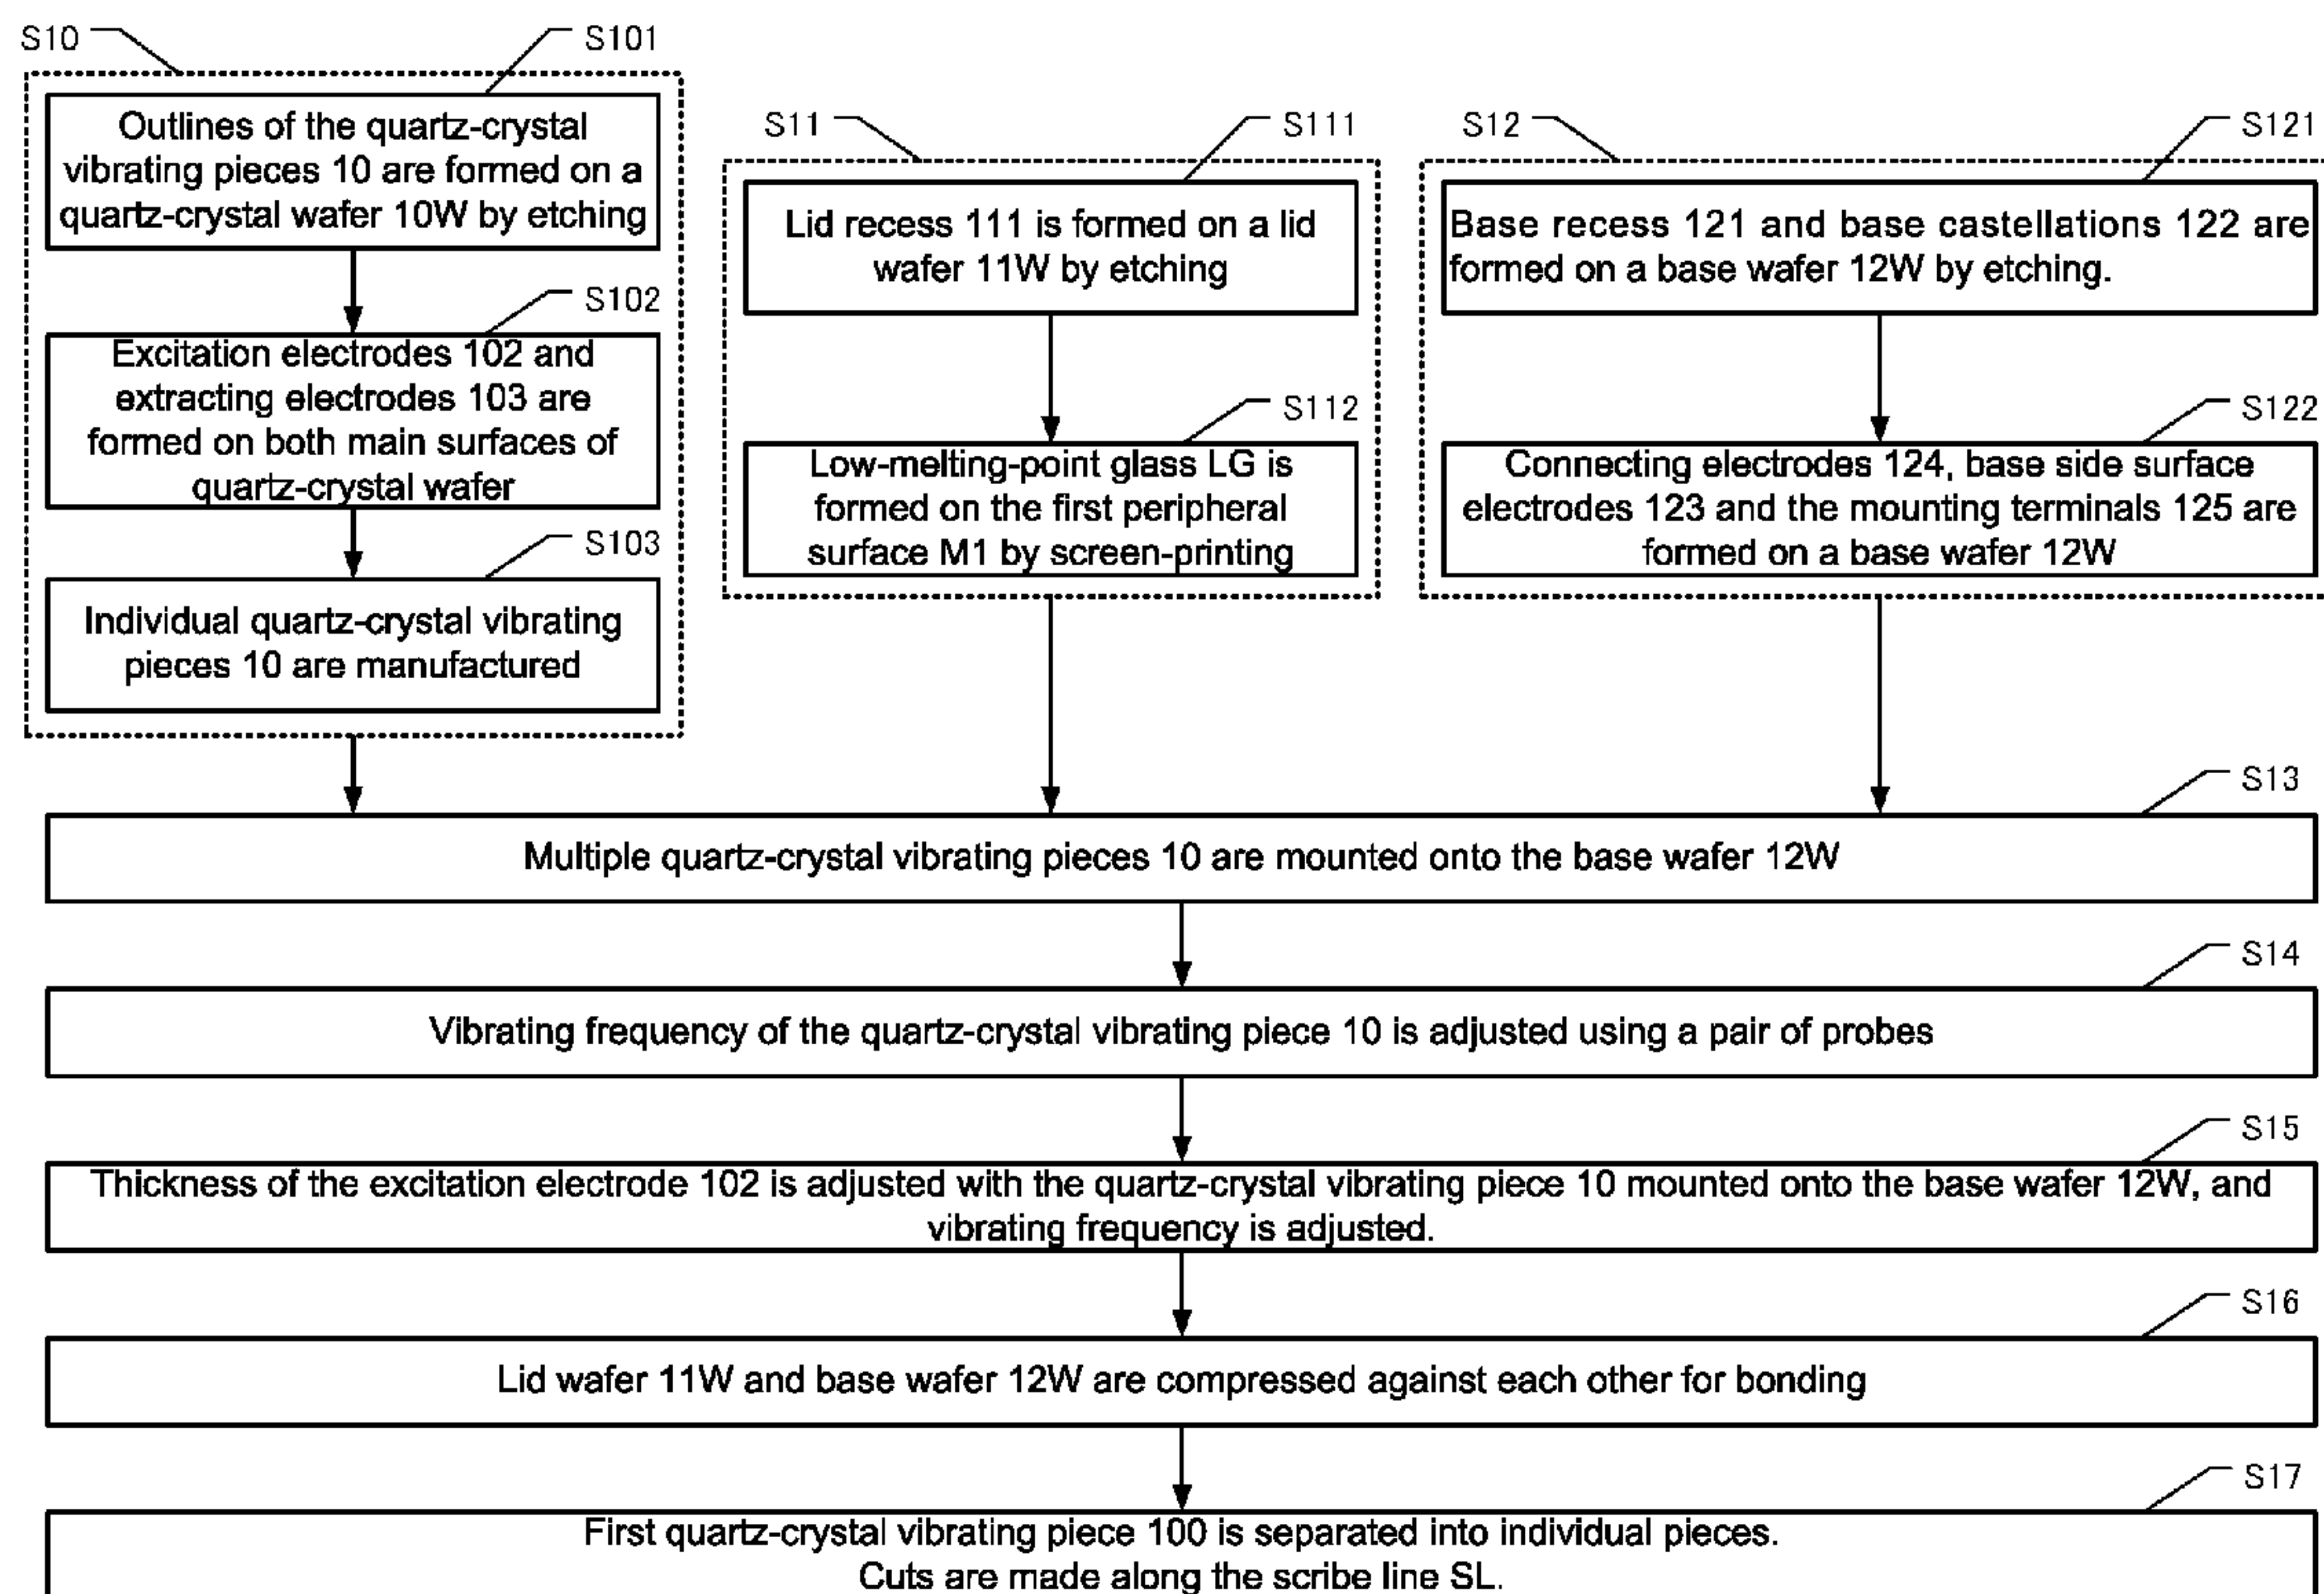 S10
S101
Outlines of the quartz-crystal
vibrating pieces 10 are formed on a
quartz-crystal wafer 10W by etching
S102
Excitation electrodes 102 and
extracting electrodes 103 are
formed on both main surfaces of
quartz-crystal wafer
S103
Individual quartz-crystal vibrating
pieces 10 are manufactured
S11
S111
Lid recess 111 is formed on a lid
wafer 11W by etching
S112
Low-melting-point glass LG is
formed on the first peripheral
surface M1 by screen-printing
S12
S121
Base recess 121 and base castellations 122 are
formed on a base wafer 12W by etching.
S122
Connecting electrodes 124, base side surface
electrodes 123 and the mounting terminals 125 are
formed on a base wafer 12W
S13
Multiple quartz-crystal vibrating pieces 10 are mounted onto the base wafer 12W
S14
Vibrating frequency of the quartz-crystal vibrating piece 10 is adjusted using a pair of probes
S15
Thickness of the excitation electrode 102 is adjusted with the quartz-crystal vibrating piece 10 mounted onto the base wafer 12W, and
vibrating frequency is adjusted.
S16
Lid wafer 11W and base wafer 12W are compressed against each other for bonding
S17
First quartz-crystal vibrating piece 100 is separated into individual pieces.
Cuts are made along the scribe line SL.